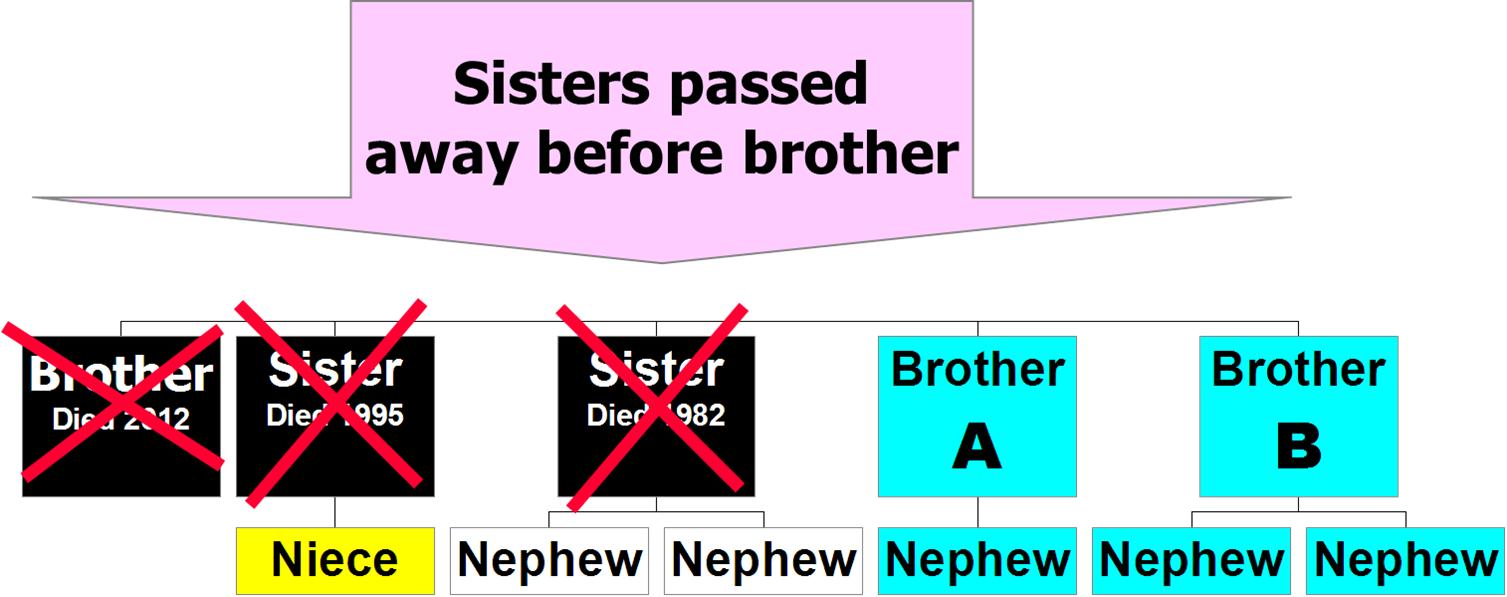 Sisters passed
away before brother
Brother
Died 2012
Sister
Died 1995
Sister
Died 1982
Brother
A
Brother
B
Niece
Nephew
Nephew
Nephew
Nephew
Nephew